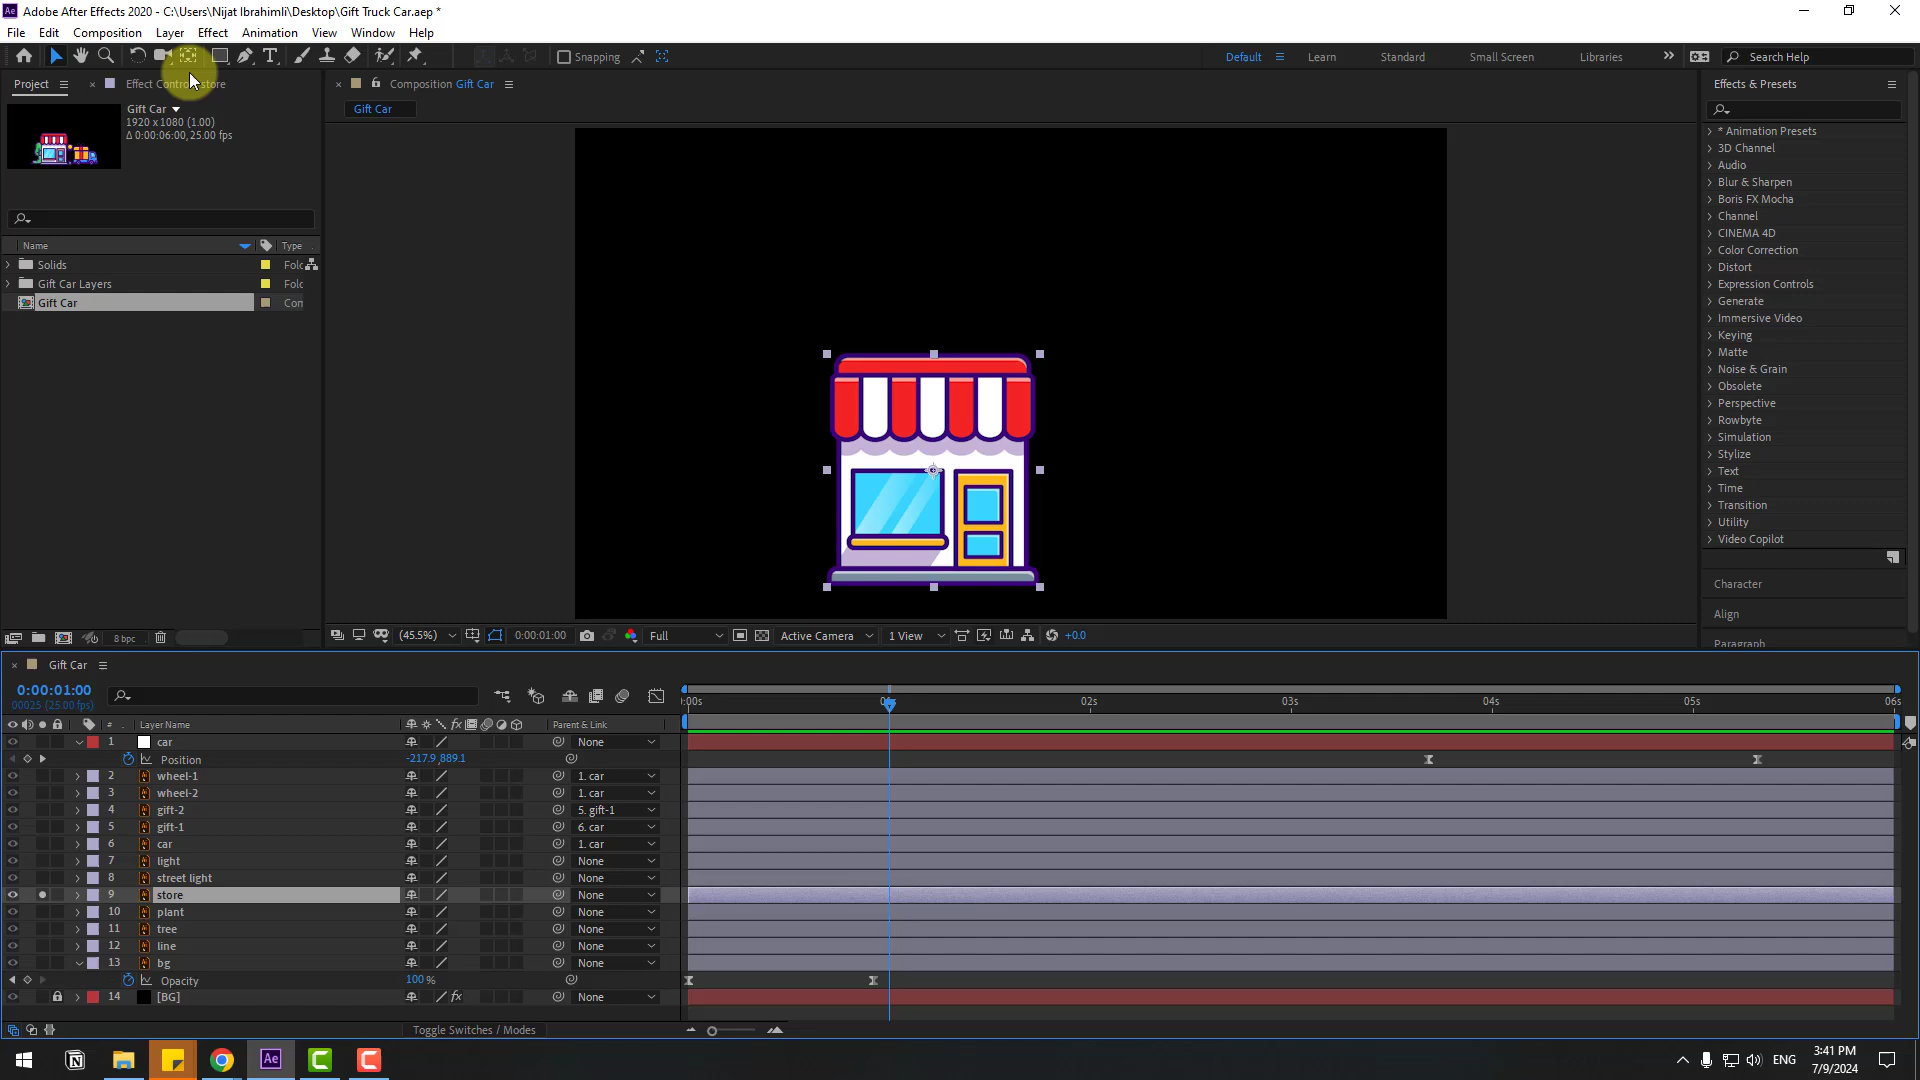 Adobe After Effects 2020 - C:\Users\Nijat Ibrahimli\Desktop\Gift Truck Car.aep *
File Edit Composition Layer Effect Animation View Window Help
Snapping
Default Learn Standard Small Screen Libraries
Search Help
Project
Composition Gift Car
Effects & Presets
Gift Car
1920 x 1080 (1.00)
Δ 0:00:06:00, 25.00 fps
Gift Car
Name Type
Solids
Gift Car Layers
Gift Car
* Animation Presets
3D Channel
Audio
Blur & Sharpen
Boris FX Mocha
Channel
CINEMA 4D
Color Correction
Distort
Expression Controls
Generate
Immersive Video
Keying
Matte
Noise & Grain
Obsolete
Perspective
Rowbyte
Simulation
Stylize
Text
Time
Transition
Utility
Video Copilot
Character
Align
Paragraph
8 bpc
(45.5%) 0:00:01:00 Full Active Camera 1 View +0.0
Gift Car
0:00:01:00
00025 (25.00 fps)
02s 03s 04s 05s 06s
# Layer Name Parent & Link
1 car None
Position -217.9,889.1
2 wheel-1 1. car
3 wheel-2 1. car
4 gift-2 5. gift-1
5 gift-1 6. car
6 car 1. car
7 light None
8 street light None
9 store None
10 plant None
11 tree None
12 line None
13 bg None
Opacity 100 %
14 [BG] None
Toggle Switches / Modes
ENG
3:41 PM
7/9/2024